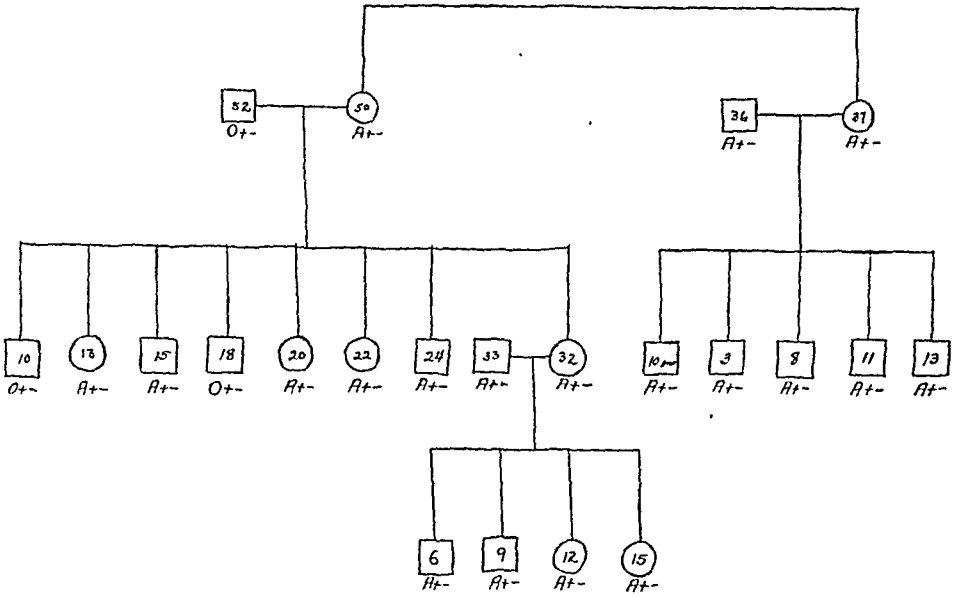 52 50 36 37
O+- A+- A+- A+-
10 13 15 18 20 22 24 33 32 10m 3 8 11 13
O+- A+- A+- O+- A+- A+- A+- A+- A+- A+- A+- A+- A+- A+-
6 9 12 15
A+- A+- A+- A+-